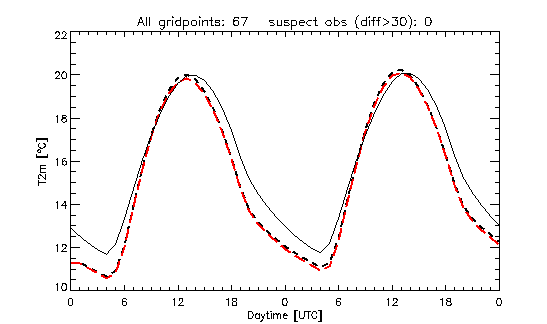 All gridpoints: 67 suspect obs (diff>30): 0
22
20
18
16
14
12
10
T2m [°C]
0 6 12 18 0 6 12 18 0
Daytime [UTC]